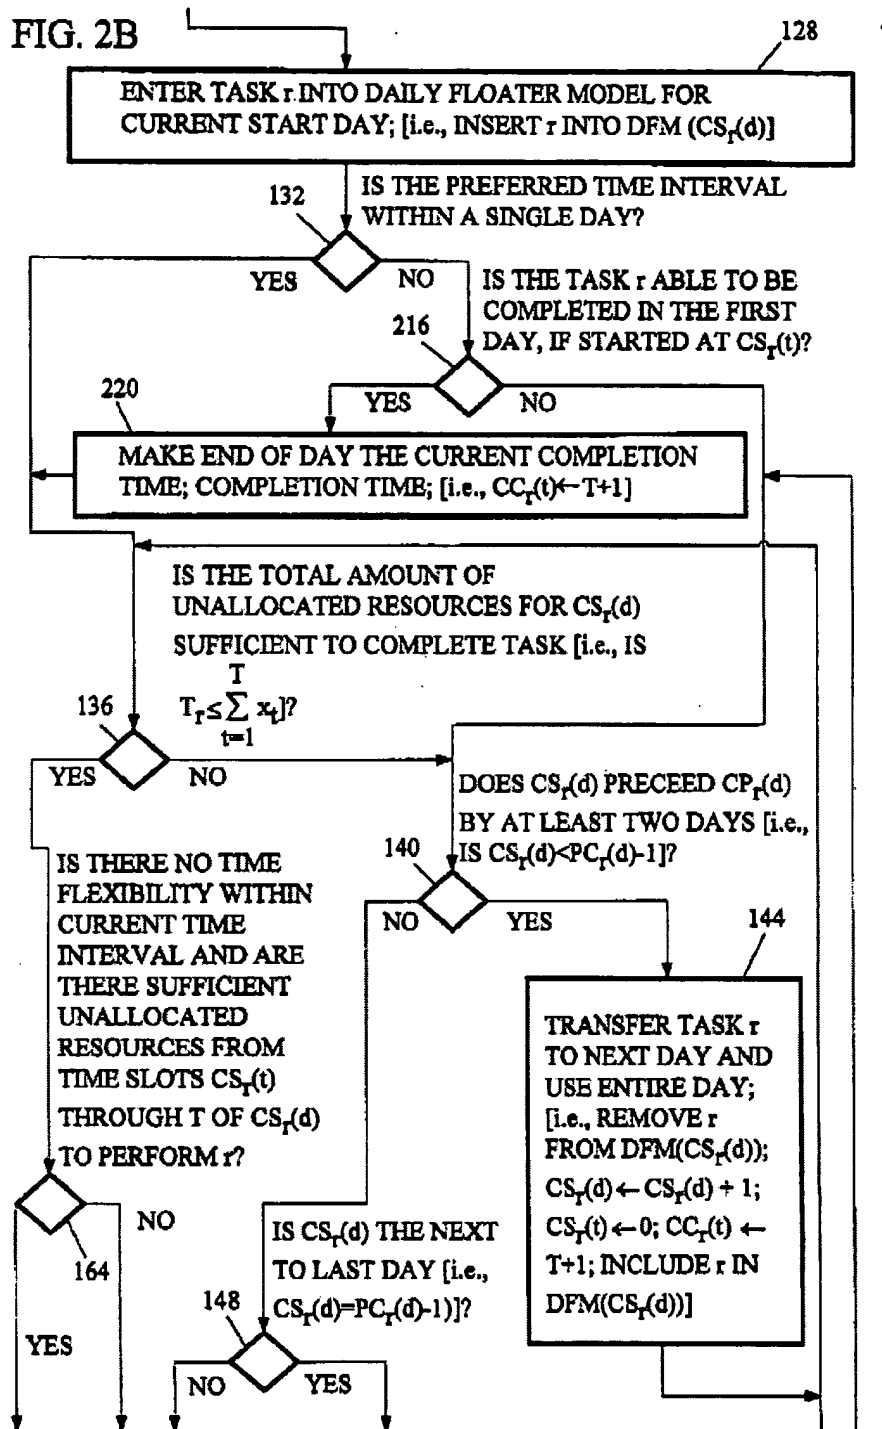 FIG. 2B
128
ENTER TASK r INTO DAILY FLOATER MODEL FOR
CURRENT START DAY; [i.e., INSERT r INTO DFM (CSr(d)]
IS THE PREFERRED TIME INTERVAL
WITHIN A SINGLE DAY?
132
YES
NO
IS THE TASK r ABLE TO BE
COMPLETED IN THE FIRST
DAY, IF STARTED AT CSr(t)?
216
YES
NO
220
MAKE END OF DAY THE CURRENT COMPLETION
TIME; COMPLETION TIME; [i.e., CCr(t)←T+1]
IS THE TOTAL AMOUNT OF
UNALLOCATED RESOURCES FOR CSr(d)
SUFFICIENT TO COMPLETE TASK [i.e., IS
T
Tr≤∑ xt]?
t=1
136
YES
NO
DOES CSr(d) PRECEED CPr(d)
BY AT LEAST TWO DAYS [i.e.,
IS CSr(d)<PCr(d)-1]?
140
NO
YES
IS THERE NO TIME
FLEXIBILITY WITHIN
CURRENT TIME
INTERVAL AND ARE
THERE SUFFICIENT
UNALLOCATED
RESOURCES FROM
TIME SLOTS CSr(t)
THROUGH T OF CSr(d)
TO PERFORM r?
144
TRANSFER TASK r
TO NEXT DAY AND
USE ENTIRE DAY;
[i.e., REMOVE r
FROM DFM(CSr(d));
CSr(d)←CSr(d)+1;
CSr(t)←0; CCr(t)←
T+1; INCLUDE r IN
DFM(CSr(d))]
164
YES
NO
IS CSr(d) THE NEXT
TO LAST DAY [i.e.,
CSr(d)=PCr(d)-1)]?
148
NO
YES